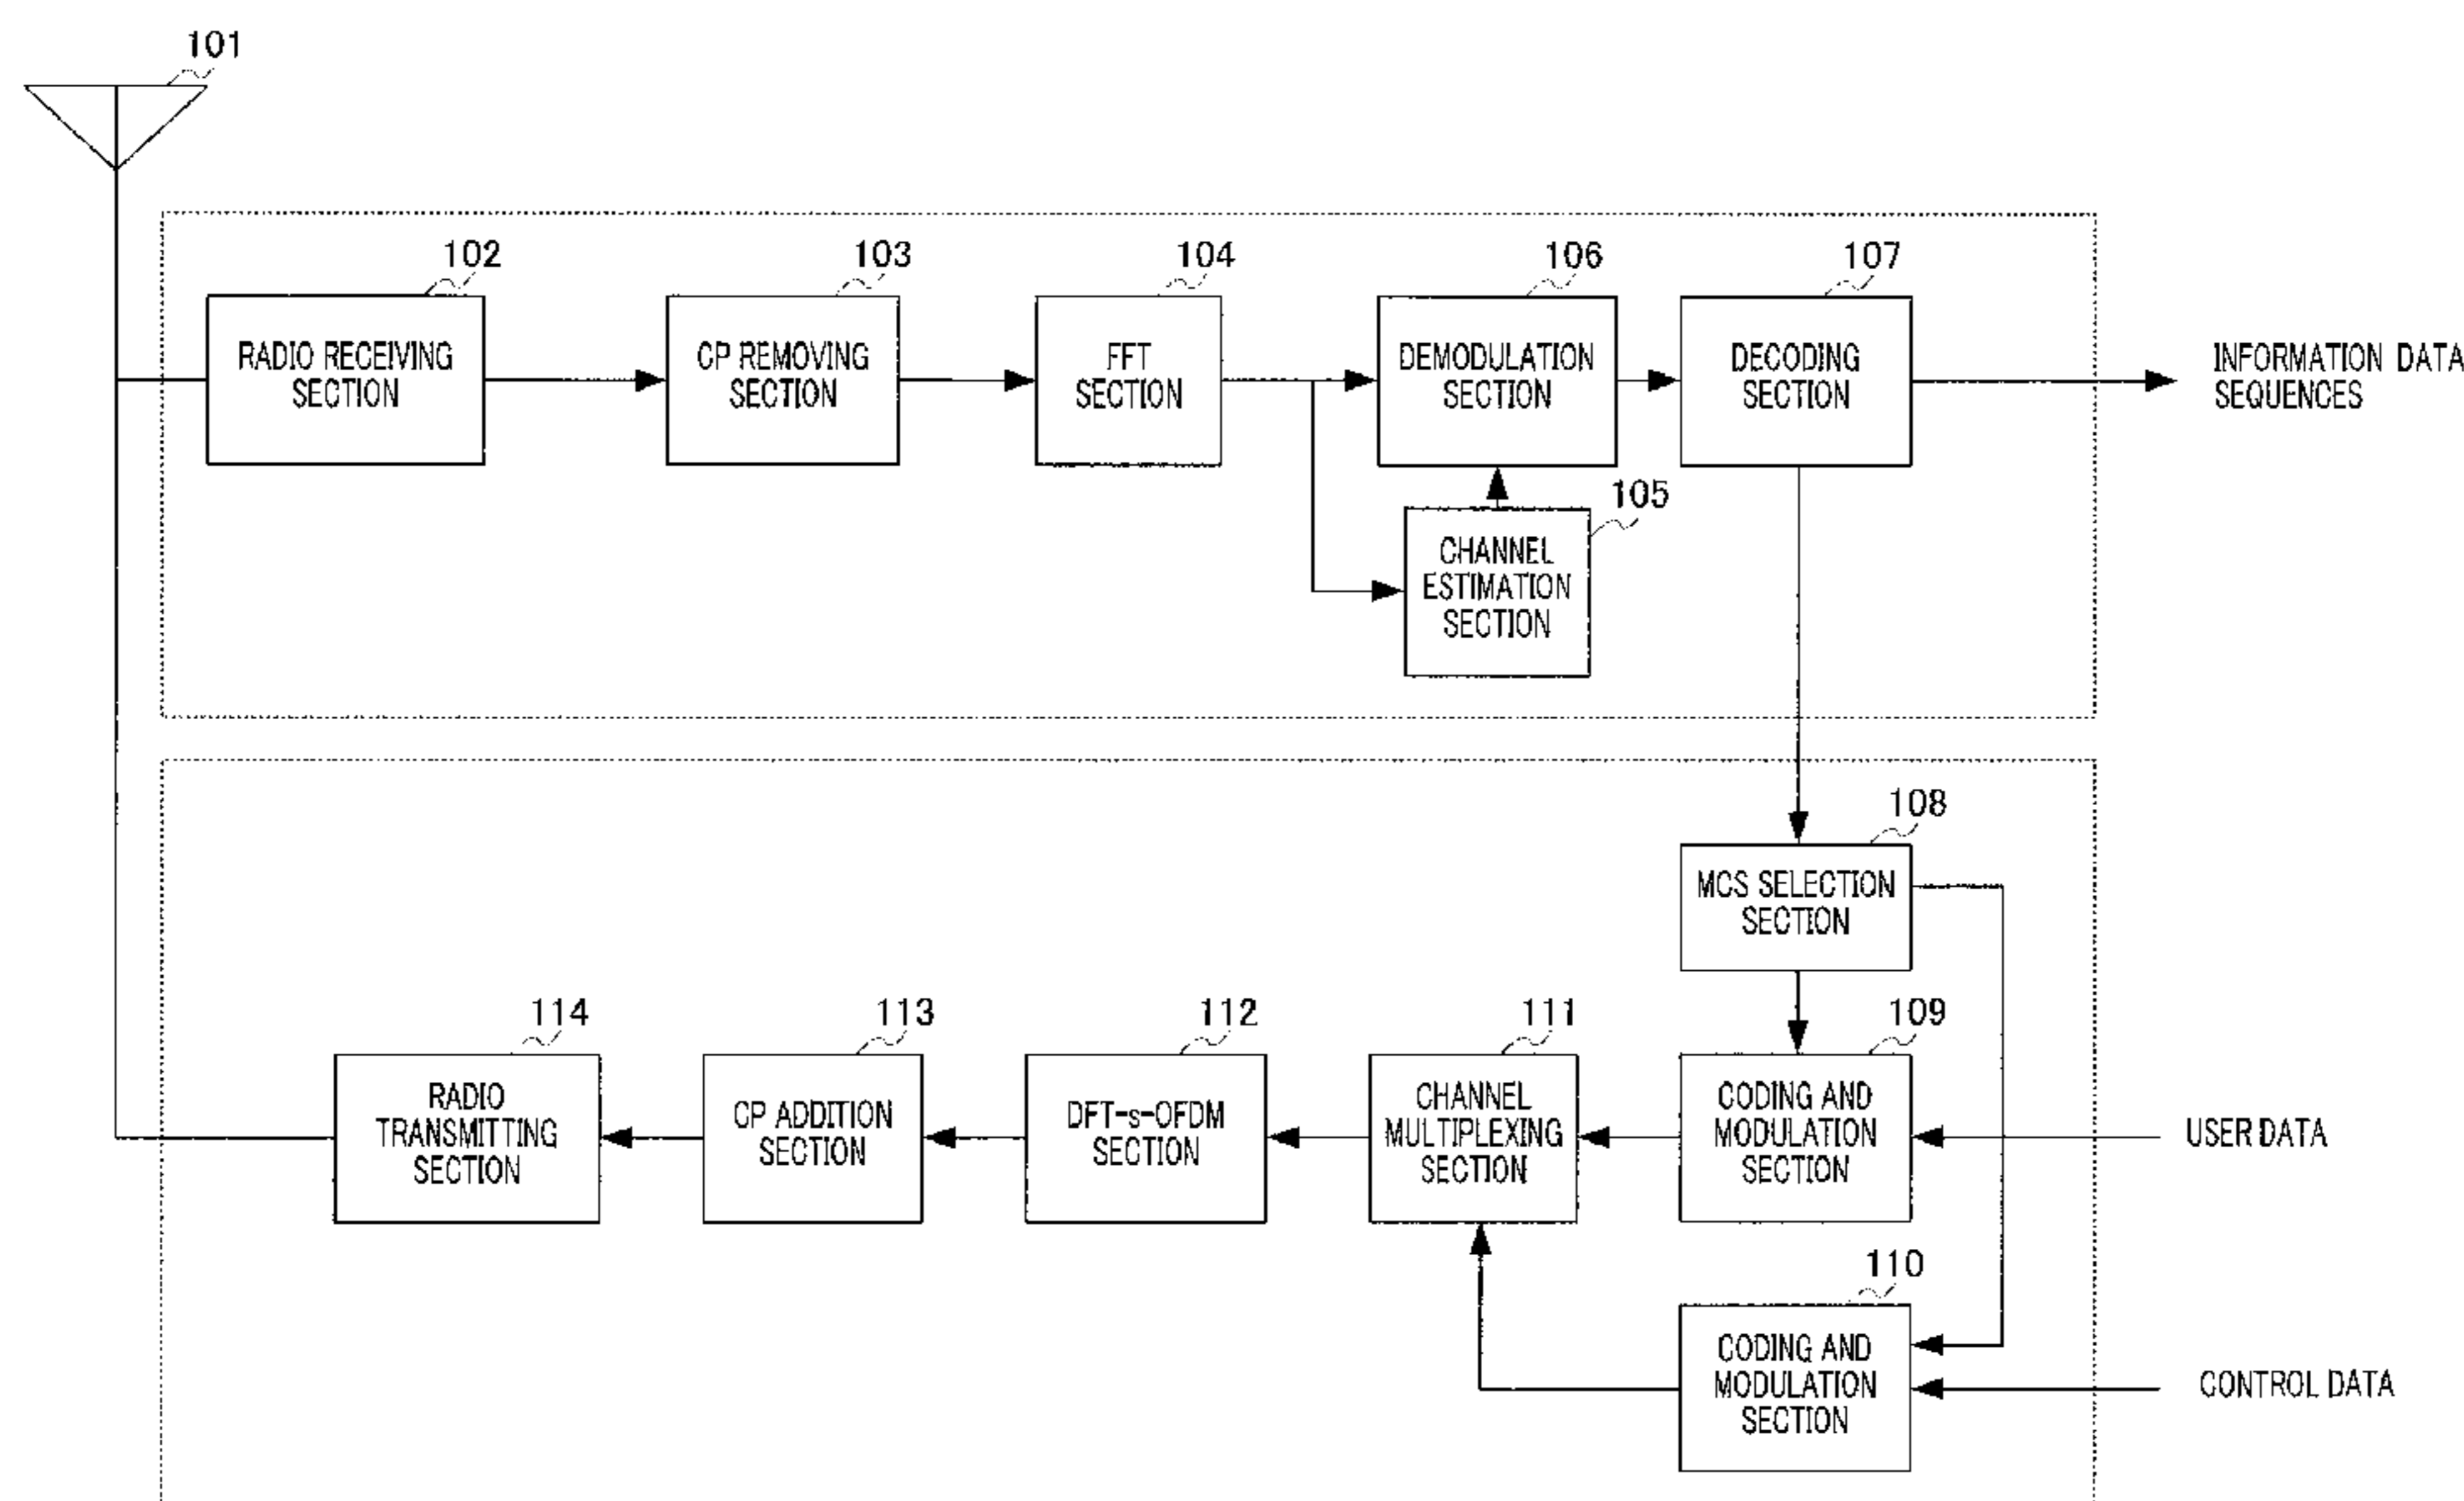 101
102
103
104
106
107
RADIO RECEIVING
SECTION
CP REMOVING
SECTION
FFT
SECTION
DEMODULATION
SECTION
DECODING
SECTION
INFORMATION DATA
SEQUENCES
105
CHANNEL
ESTIMATION
SECTION
108
MCS SELECTION
SECTION
114
113
112
111
109
RADIO
TRANSMITTING
SECTION
CP ADDITION
SECTION
DFT-s-OFDM
SECTION
CHANNEL
MULTIPLEXING
SECTION
CODING AND
MODULATION
SECTION
USER DATA
110
CODING AND
MODULATION
SECTION
CONTROL DATA